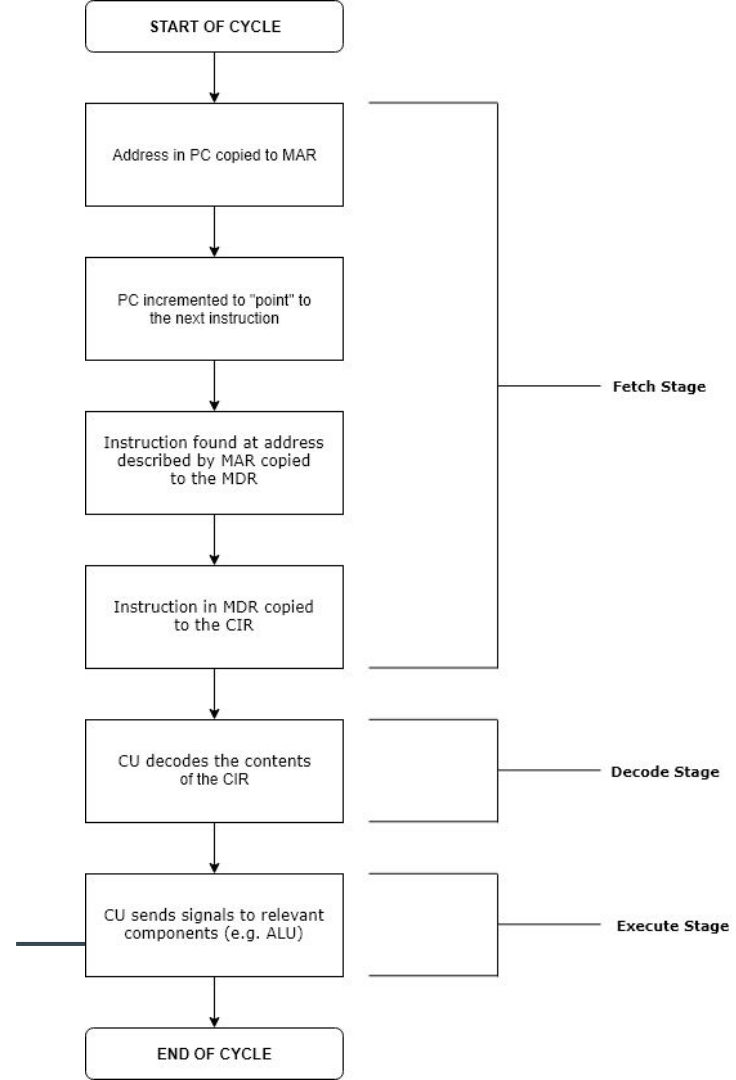 START OF CYCLE
Address in PC copied to MAR
PC incremented to "point" to
the next instruction
Fetch Stage
Instruction found at address
described by MAR copied
to the MDR
Instruction in MDR copied
to the CIR
CU decodes the contents
of the CIR
Decode Stage
CU sends signals to relevant
components (e.g. ALU)
Execute Stage
END OF CYCLE